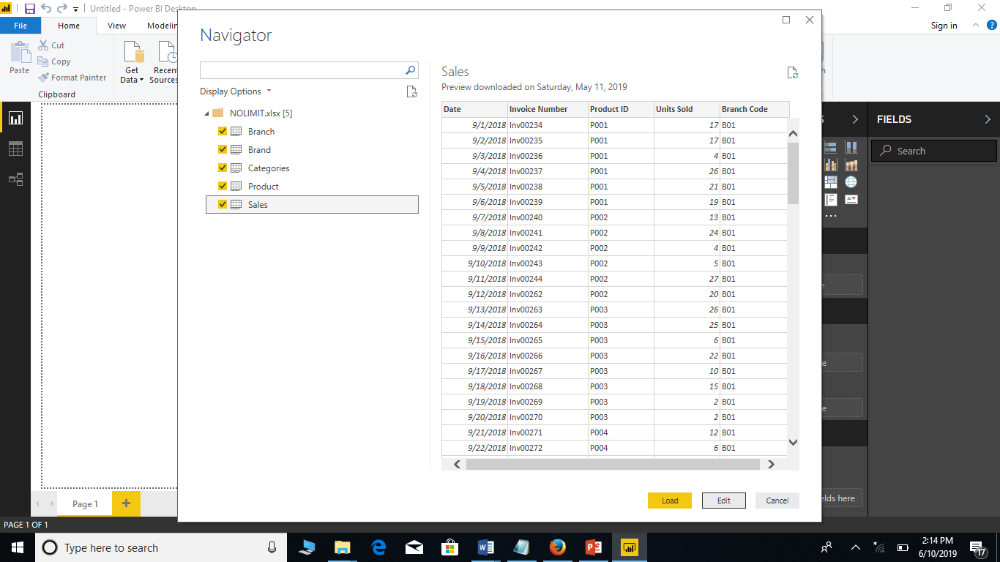 Untitled - Power BI Desktop
File Home View Modelin Sign in
Paste Cut Copy Format Painter
Get Data Recent Sources
Clipboard
Navigator
Display Options
NOLIMIT.xlsx [5]
Branch
Brand
Categories
Product
Sales
Sales
Preview downloaded on Saturday, May 11, 2019
Date Invoice Number Product ID Units Sold Branch Code
9/1/2018 Inv00234 P001 17 B01
9/2/2018 Inv00235 P001 17 B01
9/3/2018 Inv00236 P001 4 B01
9/4/2018 Inv00237 P001 26 B01
9/5/2018 Inv00238 P001 21 B01
9/6/2018 Inv00239 P001 19 B01
9/7/2018 Inv00240 P002 13 B01
9/8/2018 Inv00241 P002 24 B01
9/9/2018 Inv00242 P002 4 B01
9/10/2018 Inv00243 P002 5 B01
9/11/2018 Inv00244 P002 27 B01
9/12/2018 Inv00262 P002 20 B01
9/13/2018 Inv00263 P003 26 B01
9/14/2018 Inv00264 P003 25 B01
9/15/2018 Inv00265 P003 6 B01
9/16/2018 Inv00266 P003 22 B01
9/17/2018 Inv00267 P003 10 B01
9/18/2018 Inv00268 P003 15 B01
9/19/2018 Inv00269 P003 2 B01
9/20/2018 Inv00270 P003 2 B01
9/21/2018 Inv00271 P004 12 B01
9/22/2018 Inv00272 P004 6 B01
Load Edit Cancel
FIELDS
Search
elds here
Page 1
PAGE 1 OF 1
Type here to search
2:14 PM
6/10/2019
17